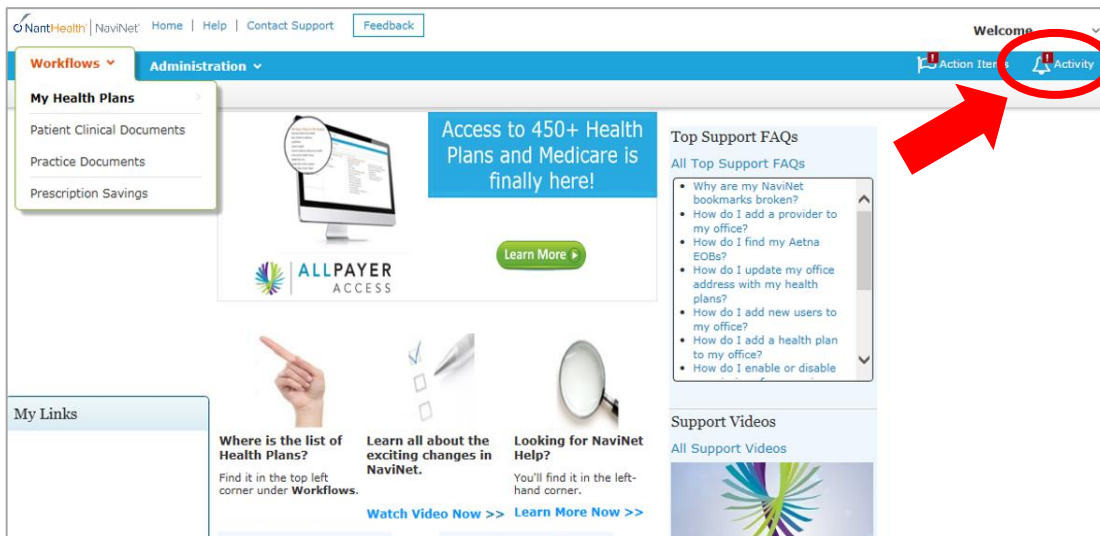 NantHealth | NaviNet Home | Help | Contact Support Feedback
Welcome
Workflows Administration Action Items Activity
My Health Plans
Patient Clinical Documents
Practice Documents
Prescription Savings
Access to 450+ Health
Plans and Medicare is
finally here!
Learn More
ALLPAYER
ACCESS
Top Support FAQs
All Top Support FAQs
• Why are my NaviNet
bookmarks broken?
• How do I add a provider to
my office?
• How do I find my Aetna
EOBs?
• How do I update my office
address with my health
plans?
• How do I add new users to
my office?
• How do I add a health plan
to my office?
• How do I enable or disable
My Links
Where is the list of
Health Plans?
Find it in the top left
corner under Workflows.
Learn all about the
exciting changes in
NaviNet.
Watch Video Now >>
Looking for NaviNet
Help?
You'll find it in the left-
hand corner.
Learn More Now >>
Support Videos
All Support Videos